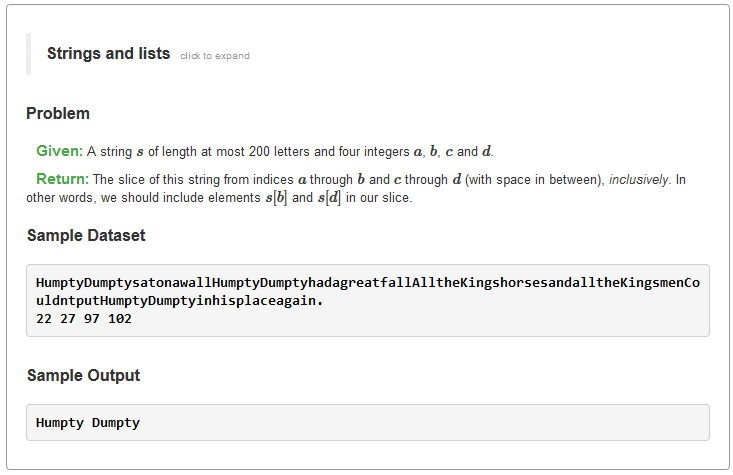 Strings and lists click to expand
Problem
Given: A string s of length at most 200 letters and four integers a, b, c and d.
Return: The slice of this string from indices a through b and c through d (with space in between), inclusively. In
other words, we should include elements s[b] and s[d] in our slice.
Sample Dataset
HumptyDumptysatonawallHumptyDumptyhadagreatfallAlltheKingshorsesandalltheKingsmenCo
uldntputHumptyDumptyinhisplaceagain.
22 27 97 102
Sample Output
Humpty Dumpty